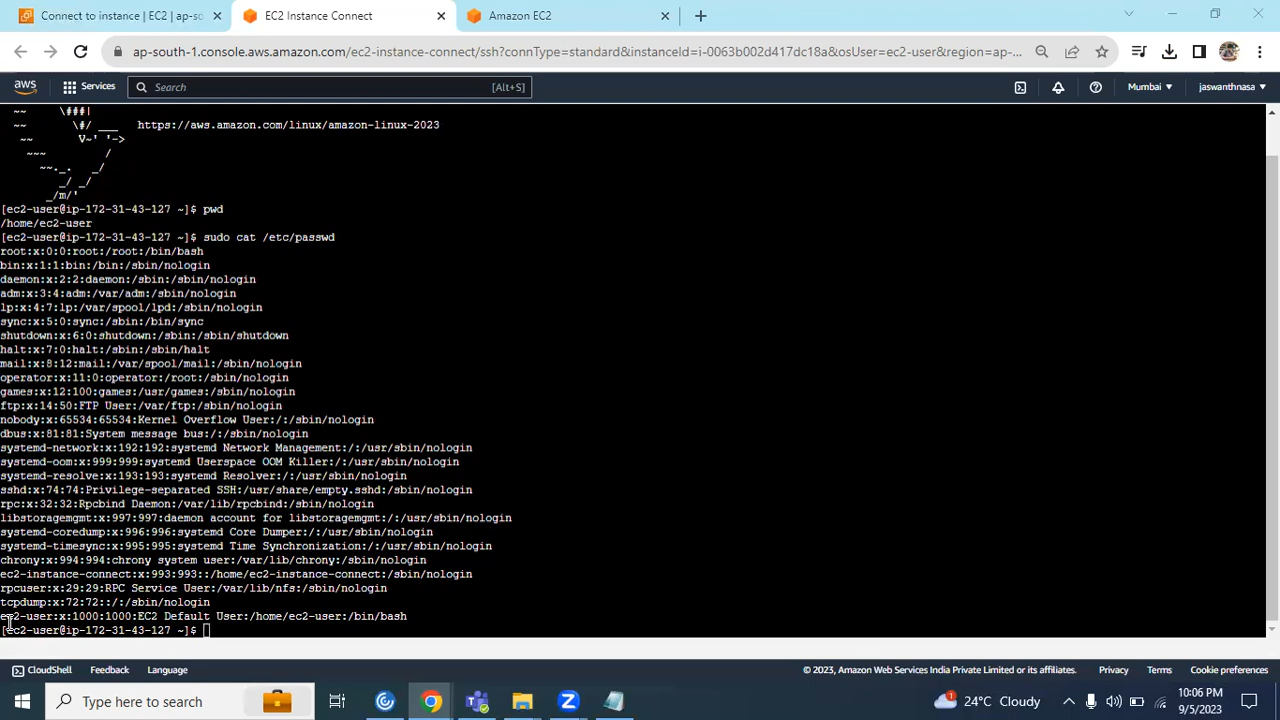 Connect to instance | EC2 | ap-so
EC2 Instance Connect
Amazon EC2
ap-south-1.console.aws.amazon.com/ec2-instance-connect/ssh?connType=standard&instanceId=i-0063b002d417dc18a&osUser=ec2-user&region=ap-...
aws
Services
Search
[Alt+S]
Mumbai
jaswanthnasa
~~ \###|
~~ \#/ ___ https://aws.amazon.com/linux/amazon-linux-2023
~~ V~' '->
~~~ /
~~._. _/
_/ _/
_/m/'
[ec2-user@ip-172-31-43-127 ~]$ pwd
/home/ec2-user
[ec2-user@ip-172-31-43-127 ~]$ sudo cat /etc/passwd
root:x:0:0:root:/root:/bin/bash
bin:x:1:1:bin:/bin:/sbin/nologin
daemon:x:2:2:daemon:/sbin:/sbin/nologin
adm:x:3:4:adm:/var/adm:/sbin/nologin
lp:x:4:7:lp:/var/spool/lpd:/sbin/nologin
sync:x:5:0:sync:/sbin:/bin/sync
shutdown:x:6:0:shutdown:/sbin:/sbin/shutdown
halt:x:7:0:halt:/sbin:/sbin/halt
mail:x:8:12:mail:/var/spool/mail:/sbin/nologin
operator:x:11:0:operator:/root:/sbin/nologin
games:x:12:100:games:/usr/games:/sbin/nologin
ftp:x:14:50:FTP User:/var/ftp:/sbin/nologin
nobody:x:65534:65534:Kernel Overflow User:/:/sbin/nologin
dbus:x:81:81:System message bus:/:/sbin/nologin
systemd-network:x:192:192:systemd Network Management:/:/usr/sbin/nologin
systemd-oom:x:999:999:systemd Userspace OOM Killer:/:/usr/sbin/nologin
systemd-resolve:x:193:193:systemd Resolver:/:/usr/sbin/nologin
sshd:x:74:74:Privilege-separated SSH:/usr/share/empty.sshd:/sbin/nologin
rpc:x:32:32:Rpcbind Daemon:/var/lib/rpcbind:/sbin/nologin
libstoragemgmt:x:997:997:daemon account for libstoragemgmt:/:/usr/sbin/nologin
systemd-coredump:x:996:996:systemd Core Dumper:/:/usr/sbin/nologin
systemd-timesync:x:995:995:systemd Time Synchronization:/:/usr/sbin/nologin
chrony:x:994:994:chrony system user:/var/lib/chrony:/sbin/nologin
ec2-instance-connect:x:993:993::/home/ec2-instance-connect:/sbin/nologin
rpcuser:x:29:29:RPC Service User:/var/lib/nfs:/sbin/nologin
tcpdump:x:72:72::/:/sbin/nologin
ec2-user:x:1000:1000:EC2 Default User:/home/ec2-user:/bin/bash
[ec2-user@ip-172-31-43-127 ~]$
CloudShell
Feedback
Language
© 2023, Amazon Web Services India Private Limited or its affiliates.
Privacy
Terms
Cookie preferences
Type here to search
1
24°C Cloudy
10:06 PM
9/5/2023